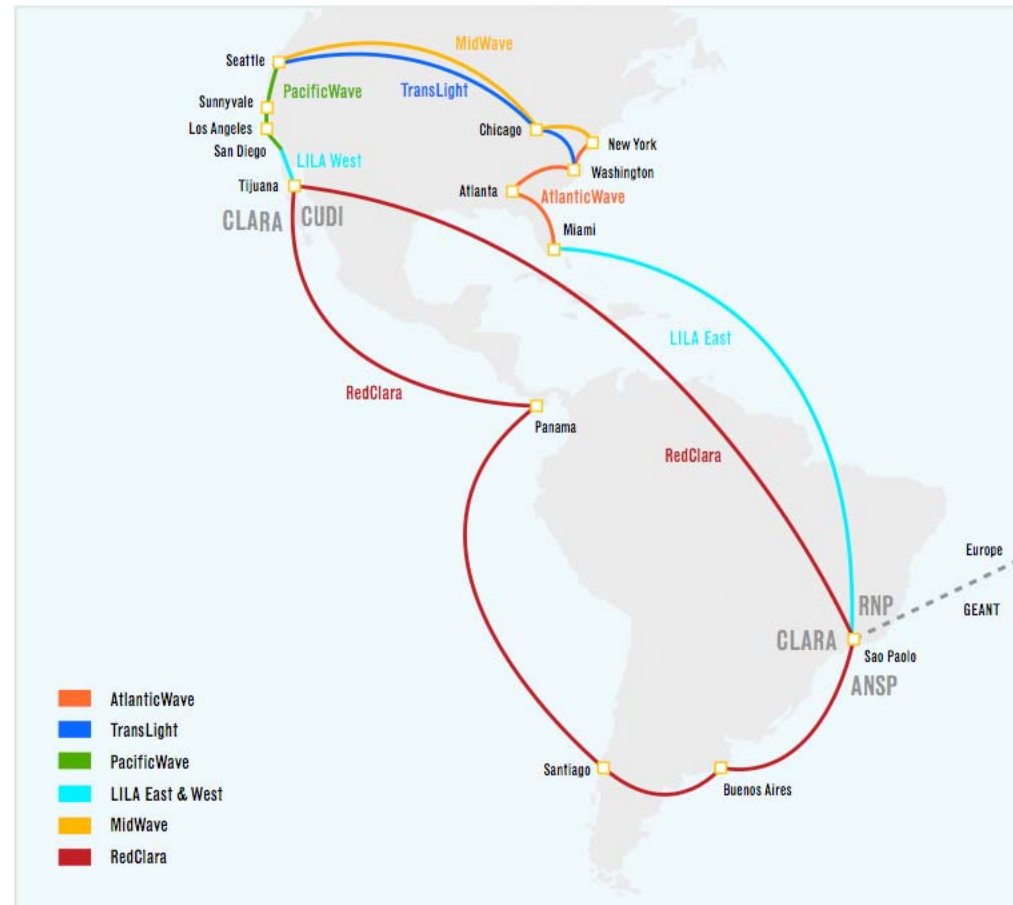 MidWave
Seattle
TransLight
PacificWave
Sunnyvale
Chicago
Los Angeles
New York
San Diego
LILA West
Washington
Tijuana
Atlanta
AtlanticWave
CLARA
CUDI
Miami
LILA East
RedClara
Panama
RedClara
Europe
RNP
GEANT
CLARA
Sao Paolo
ANSP
AtlanticWave
TransLight
PacificWave
Santiago
Buenos Aires
LILA East & West
MidWave
RedClara